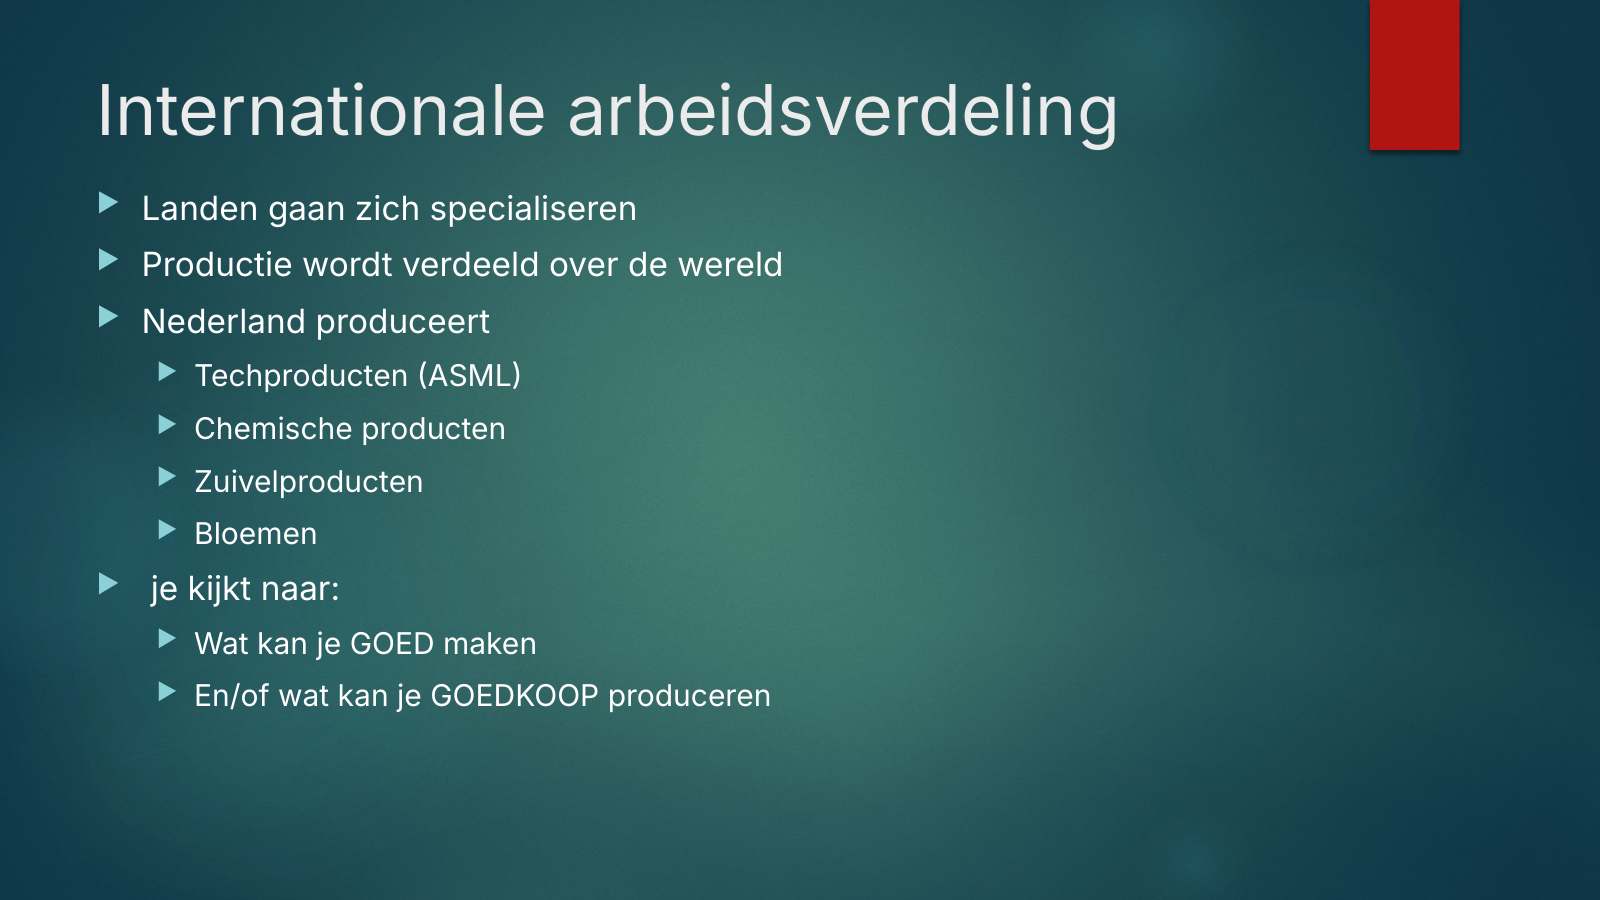 Internationale arbeidsverdeling
Landen gaan zich specialiseren
Productie wordt verdeeld over de wereld
Nederland produceert
Techproducten (ASML)
Chemische producten
Zuivelproducten
Bloemen
je kijkt naar:
Wat kan je GOED maken
En/of wat kan je GOEDKOOP produceren